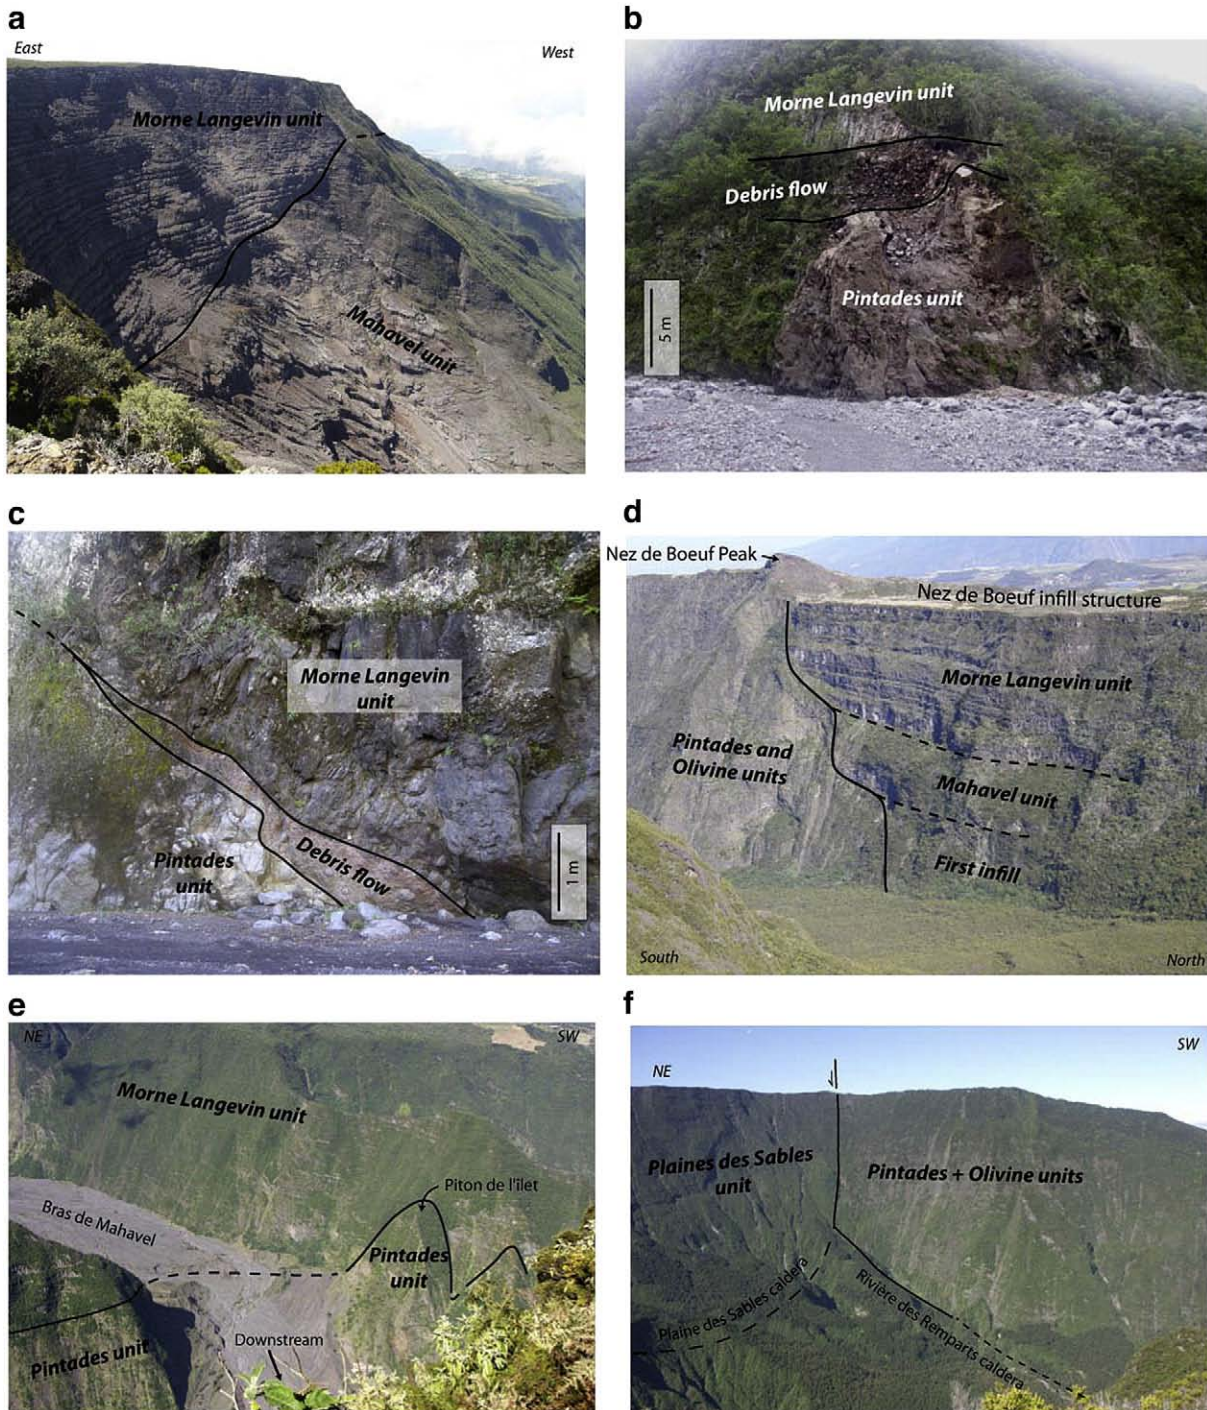 a
East
West
Morne Langevin unit
Mahavel unit
b
Morne Langevin unit
Debris flow
Pintades unit
5 m
c
Morne Langevin
unit
Pintades
unit
Debris flow
1 m
d
Nez de Boeuf Peak
Nez de Boeuf infill structure
Morne Langevin unit
Pintades and
Olivine units
Mahavel unit
First infill
South
North
e
NE
SW
Morne Langevin unit
Piton de l'îlet
Bras de Mahavel
Pintades
unit
Downstream
Pintades unit
f
NE
SW
Plaines des Sables
unit
Pintades + Olivine units
Plaine des Sables caldera
Rivière des Remparts caldera